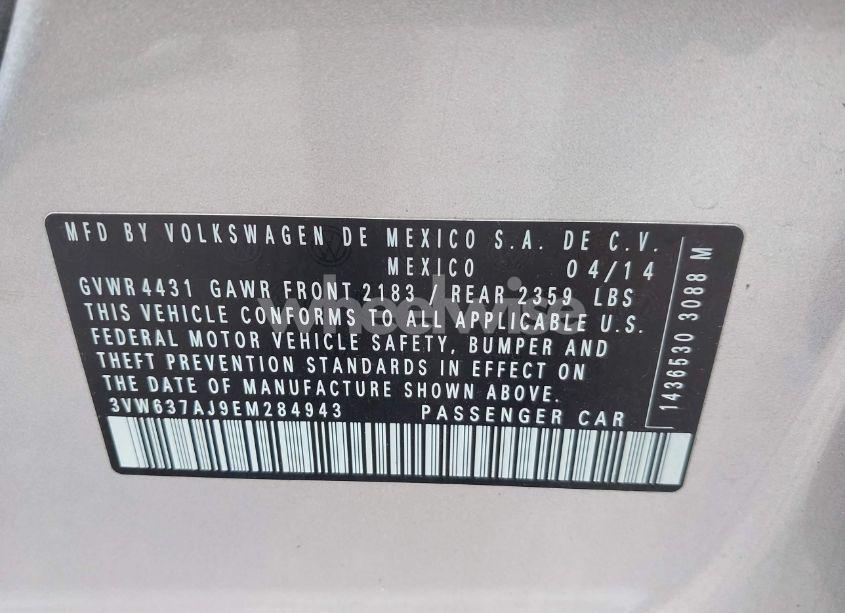 MFD BY VOLKSWAGEN DE MEXICO S.A. DE C.V.
MEXICO 04/14
GVWR 4431 GAWR FRONT 2183 REAR 2359 LBS
THIS VEHICLE CONFORMS TO ALL APPLICABLE U.S.
FEDERAL MOTOR VEHICLE SAFETY, BUMPER AND
THEFT PREVENTION STANDARDS IN EFFECT ON
THE DATE OF MANUFACTURE SHOWN ABOVE.
3VW637AJ9EM284943 PASSENGER CAR
1436530 3088 M
wheelwise